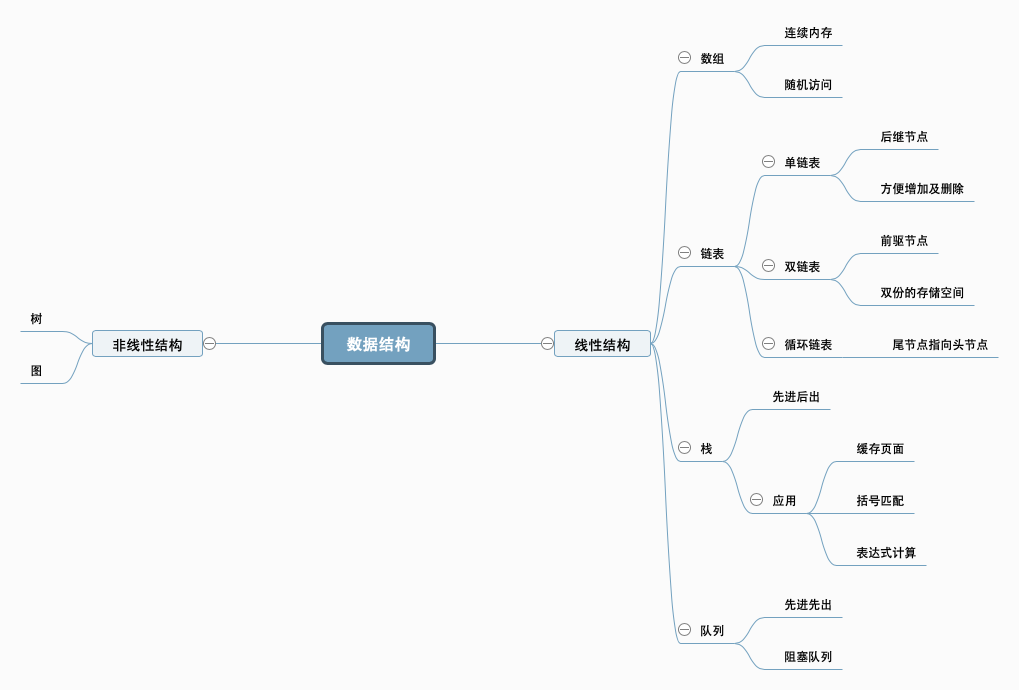 数据结构
线性结构
数组
连续内存
随机访问
链表
单链表
后继节点
方便增加及删除
双链表
前驱节点
双份的存储空间
循环链表
尾节点指向头节点
栈
先进后出
应用
缓存页面
括号匹配
表达式计算
队列
先进先出
阻塞队列
非线性结构
树
图